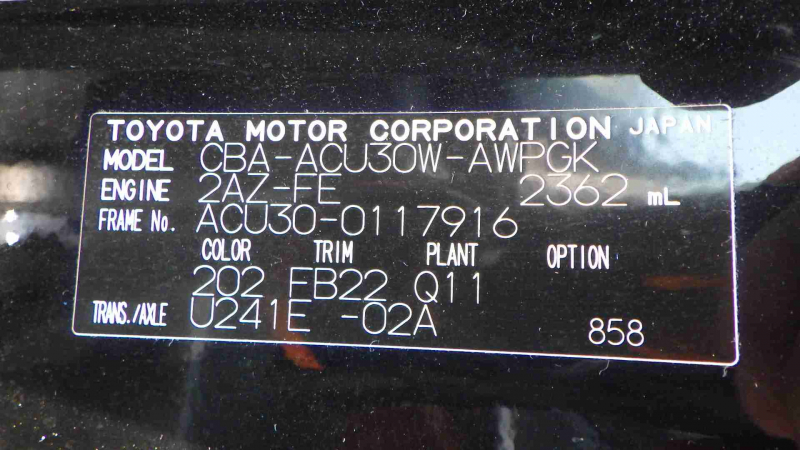 TOYOTA MOTOR CORPORATION JAPAN
MODEL CBA-ACU30W-AWPGK
ENGINE 2AZ-FE 2362 mL
FRAME No. ACU30-0117916
COLOR TRIM PLANT OPTION
202 FB22 Q11
TRANS./AXLE U241E -02A
858